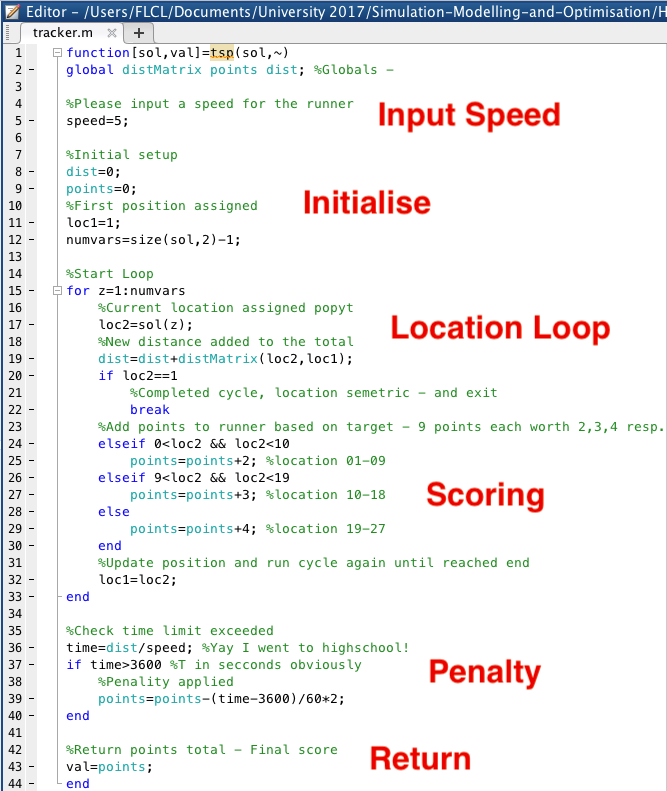 Editor - /Users/FLCL/Documents/University 2017/Simulation-Modelling-and-Optimisation/H
tracker.m
1 function[sol,val]=tsp(sol,~)
2 - global distMatrix points dist; %Globals -
3
4 %Please input a speed for the runner
5 - speed=5;
Input Speed
6
7 %Initial setup
8 - dist=0;
9 - points=0;
10 %First position assigned
Initialise
11 - loc1=1;
12 - numvars=size(sol,2)-1;
13
14 %Start Loop
15 - for z=1:numvars
16 %Current location assigned popyt
17 - loc2=sol(z);
Location Loop
18 %New distance added to the total
19 - dist=dist+distMatrix(loc2,loc1);
20 - if loc2==1
21 %Completed cycle, location semetric - and exit
22 - break
23 %Add points to runner based on target - 9 points each worth 2,3,4 resp.
24 - elseif 0<loc2 && loc2<10
25 - points=points+2; %location 01-09
26 - elseif 9<loc2 && loc2<19
27 - points=points+3; %location 10-18
Scoring
28 - else
29 - points=points+4; %location 19-27
30 - end
31 %Update position and run cycle again until reached end
32 - loc1=loc2;
33 - end
34
35 %Check time limit exceeded
36 - time=dist/speed; %Yay I went to highschool!
37 - if time>3600 %T in secconds obviously
Penalty
38 %Penality applied
39 - points=points-(time-3600)/60*2;
40 - end
41
42 %Return points total - Final score
43 - val=points;
Return
44 - end